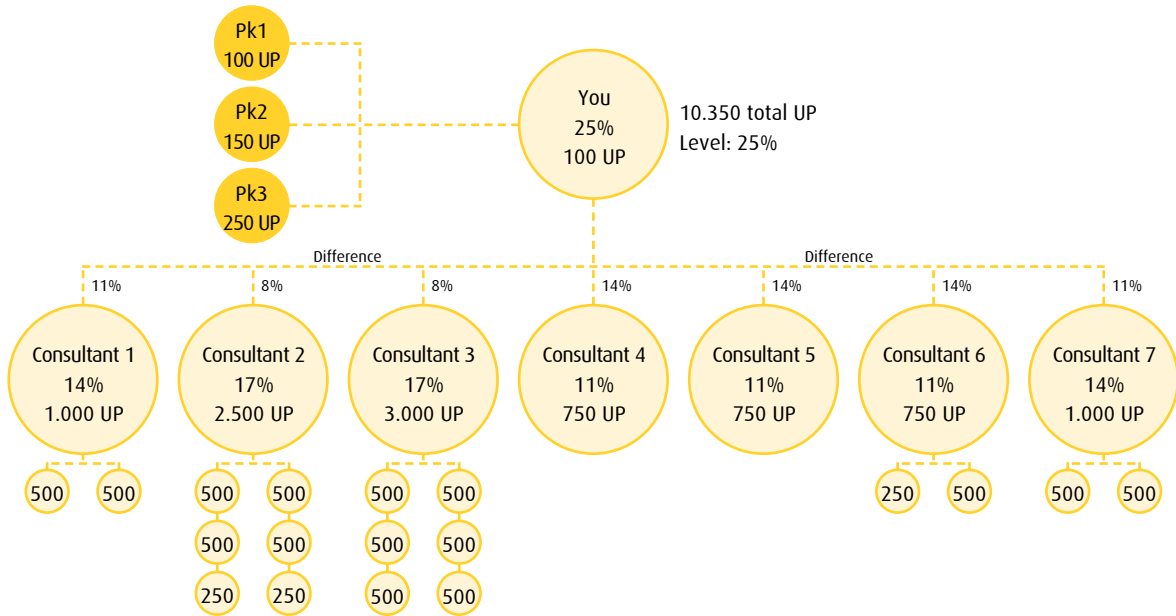 Pk1
100 UP
Pk2
150 UP
Pk3
250 UP
You
25%
100 UP
10.350 total UP
Level: 25%
Difference
Difference
11%
8%
8%
14%
14%
14%
11%
Consultant 1
14%
1.000 UP
Consultant 2
17%
2.500 UP
Consultant 3
17%
3.000 UP
Consultant 4
11%
750 UP
Consultant 5
11%
750 UP
Consultant 6
11%
750 UP
Consultant 7
14%
1.000 UP
500 500
500 500
500 500
250 250
500 500
500 500
500 500
250 500
500 500